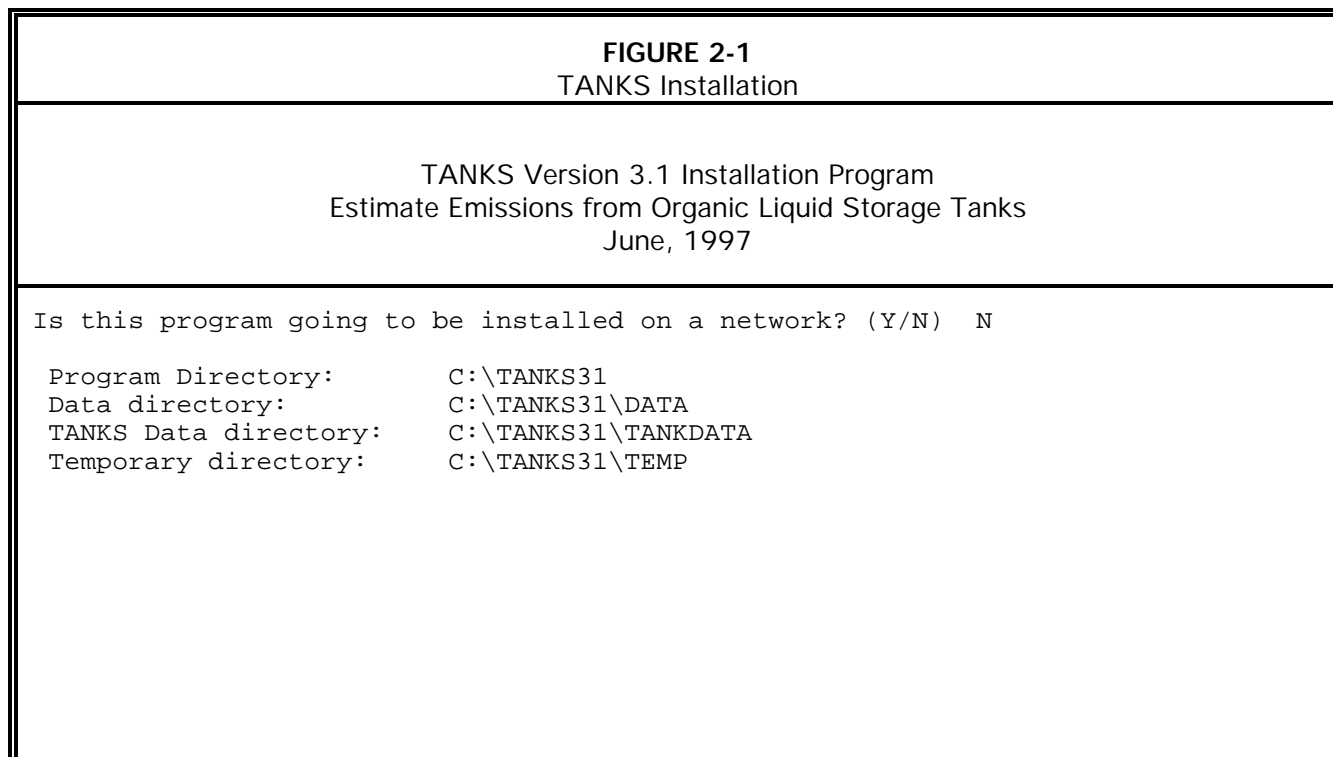 FIGURE 2-1
TANKS Installation
TANKS Version 3.1 Installation Program
Estimate Emissions from Organic Liquid Storage Tanks
June, 1997
Is this program going to be installed on a network? (Y/N)  N
Program Directory:       C:\TANKS31
Data directory:          C:\TANKS31\DATA
TANKS Data directory:    C:\TANKS31\TANKDATA
Temporary directory:     C:\TANKS31\TEMP